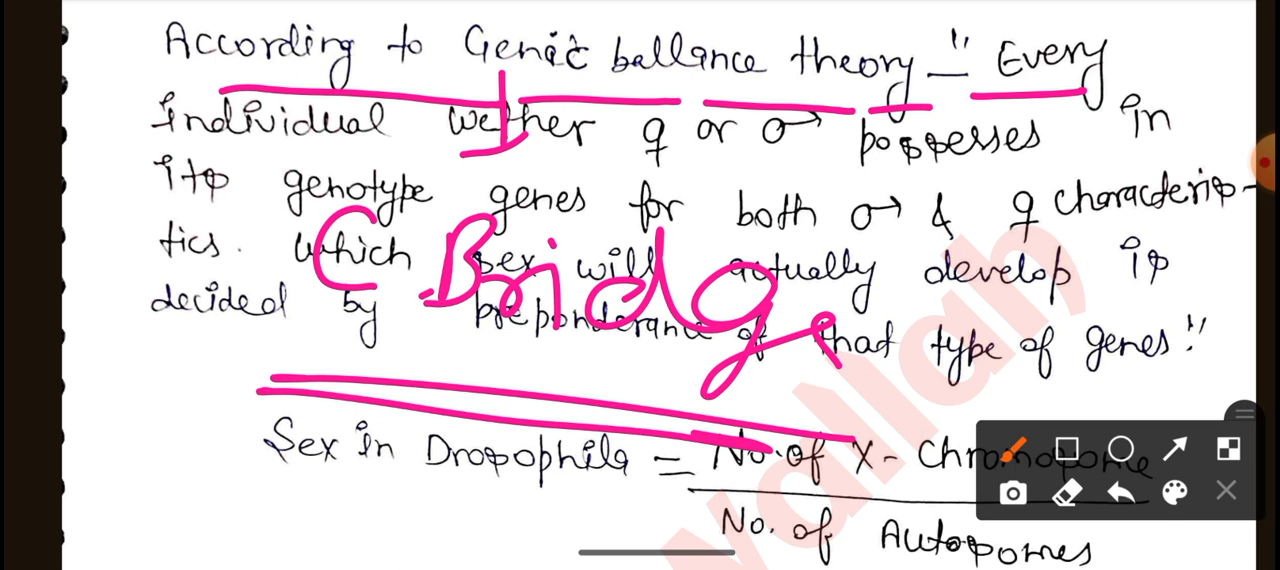 According to Genic ballance theory - "Every
individual wether ♀ or ♂ possesses in
its genotype genes for both ♂ & ♀ characteris-
tics. which sex will actually develop is
decided by preponderance of that type of genes."
C Bridge
Sex in Drosophila = No. of X- Chromosome
No. of Autosomes
wallah